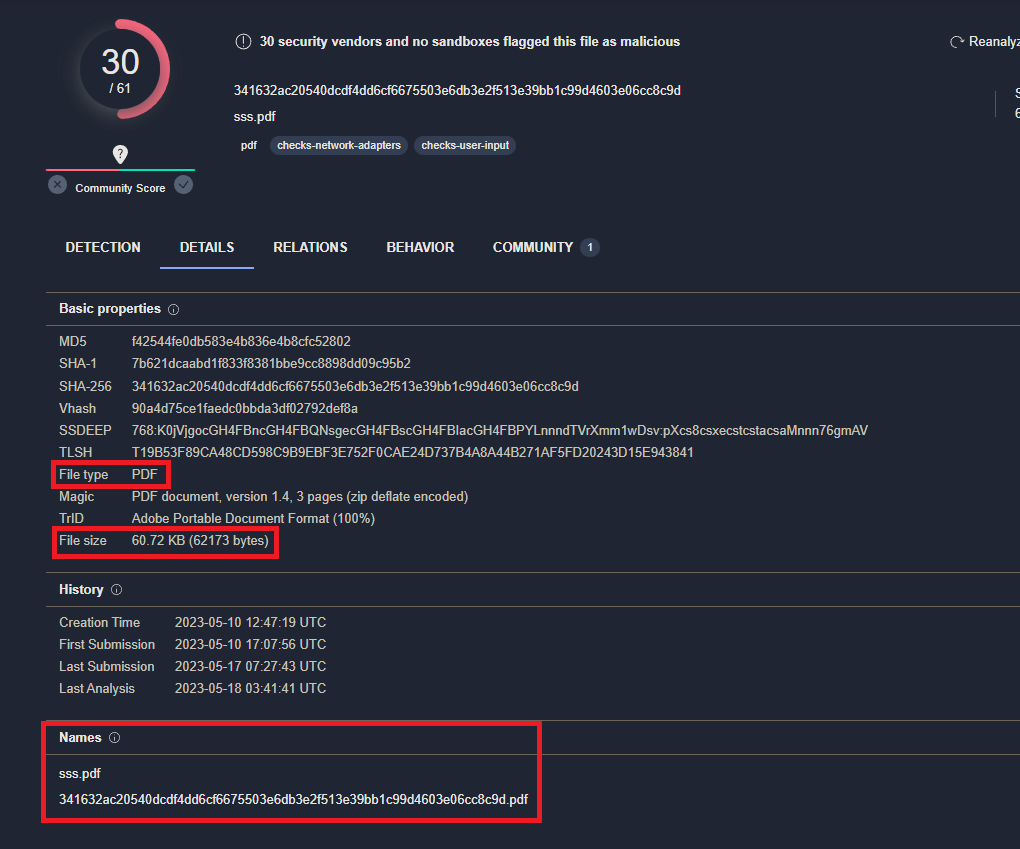 30
/ 61
30 security vendors and no sandboxes flagged this file as malicious
Reanalyz
341632ac20540dcdf4dd6cf6675503e6db3e2f513e39bb1c99d4603e06cc8c9d
sss.pdf
pdf checks-network-adapters checks-user-input
?
Community Score
DETECTION DETAILS RELATIONS BEHAVIOR COMMUNITY 1
Basic properties
MD5 f42544fe0db583e4b836e4b8cfc52802
SHA-1 7b621dcaabd1f833f8381bbe9cc8898dd09c95b2
SHA-256 341632ac20540dcdf4dd6cf6675503e6db3e2f513e39bb1c99d4603e06cc8c9d
Vhash 90a4d75ce1faedc0bbda3df02792def8a
SSDEEP 768:K0jVjgocGH4FBncGH4FBQNsgecGH4FBscGH4FBlacGH4FBPYLnnndTVrXmm1wDsv:pXcs8csxecstcstacsaMnnn76gmAV
TLSH T19B53F89CA48CD598C9B9EBF3E752F0CAE24D737B4A8A44B271AF5FD20243D15E943841
File type PDF
Magic PDF document, version 1.4, 3 pages (zip deflate encoded)
TrID Adobe Portable Document Format (100%)
File size 60.72 KB (62173 bytes)
History
Creation Time 2023-05-10 12:47:19 UTC
First Submission 2023-05-10 17:07:56 UTC
Last Submission 2023-05-17 07:27:43 UTC
Last Analysis 2023-05-18 03:41:41 UTC
Names
sss.pdf
341632ac20540dcdf4dd6cf6675503e6db3e2f513e39bb1c99d4603e06cc8c9d.pdf